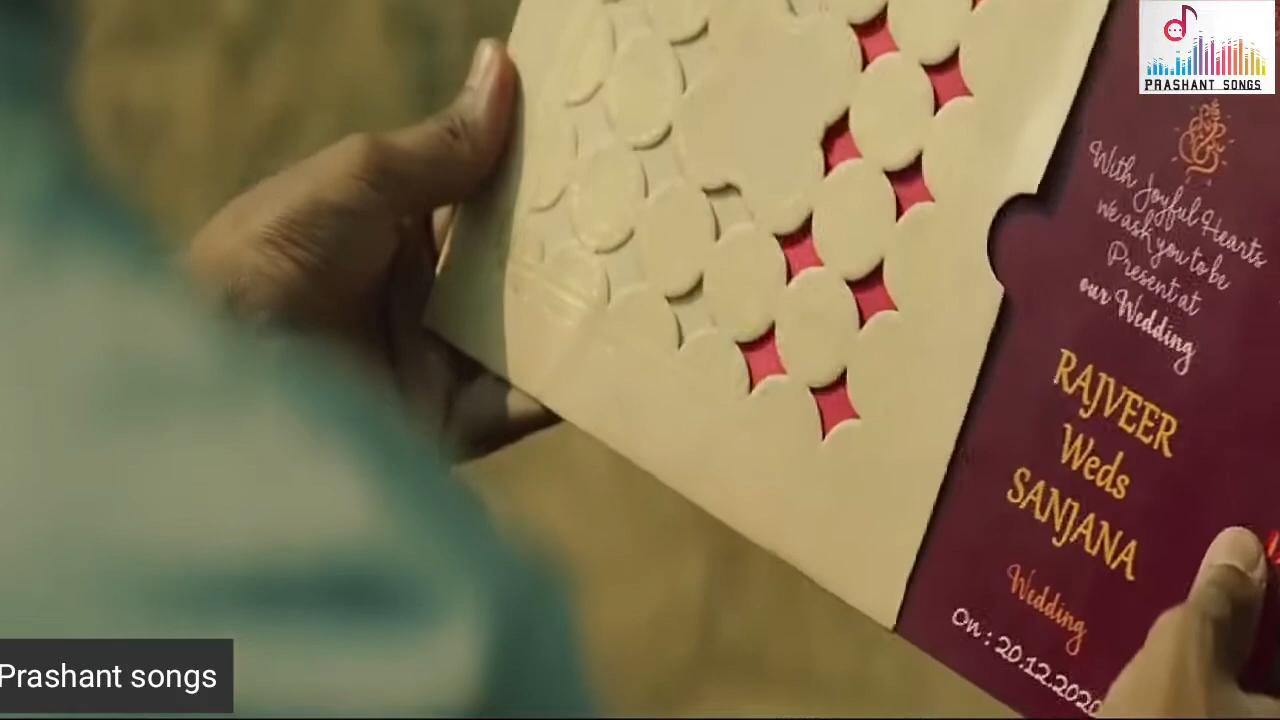 PRASHANT SONGS
With Joyful Hearts
we ask you to be
Present at
our Wedding
RAJVEER
Weds
SANJANA
Wedding
On : 20.12.2020
Prashant songs